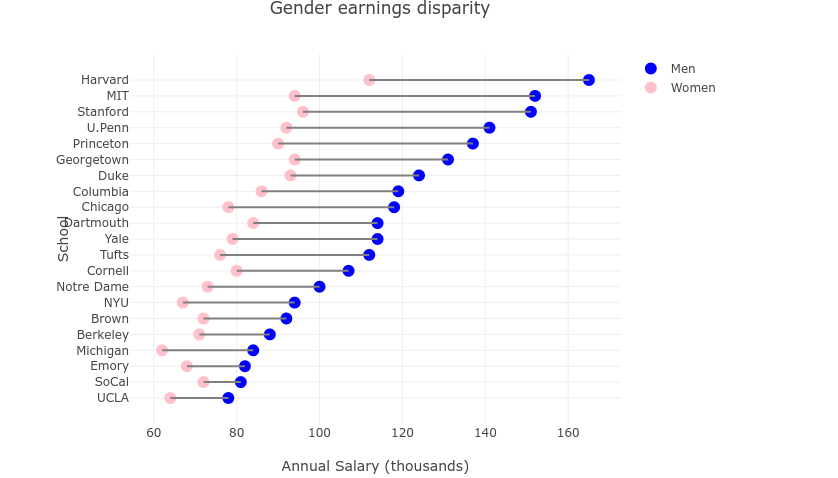 Gender earnings disparity
Men
Women
Harvard
MIT
Stanford
U.Penn
Princeton
Georgetown
Duke
Columbia
Chicago
Dartmouth
Yale
Tufts
Cornell
Notre Dame
NYU
Brown
Berkeley
Michigan
Emory
SoCal
UCLA
School
60 80 100 120 140 160
Annual Salary (thousands)